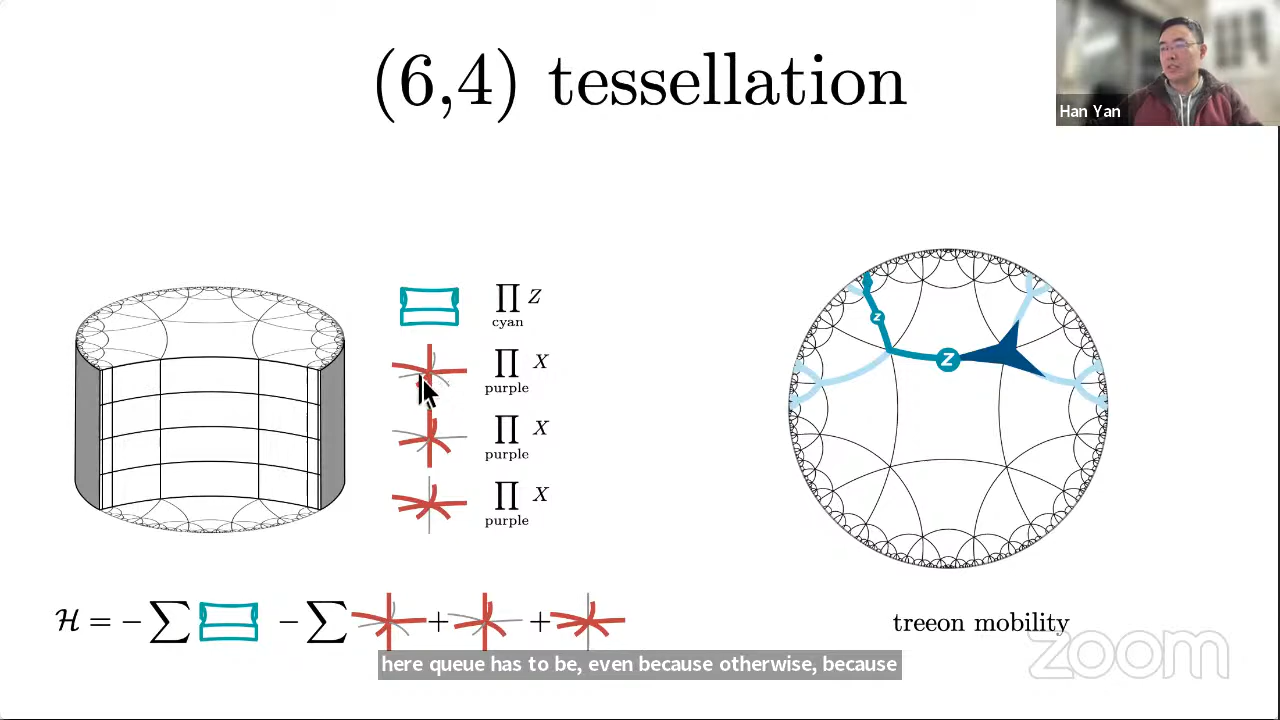 (6,4) tessellation
Han Yan
∏ Z
cyan
∏ X
purple
∏ X
purple
∏ X
purple
z
Z
ℋ = − ∑ − ∑ + +
treeon mobility
zoom
here queue has to be, even because otherwise, because